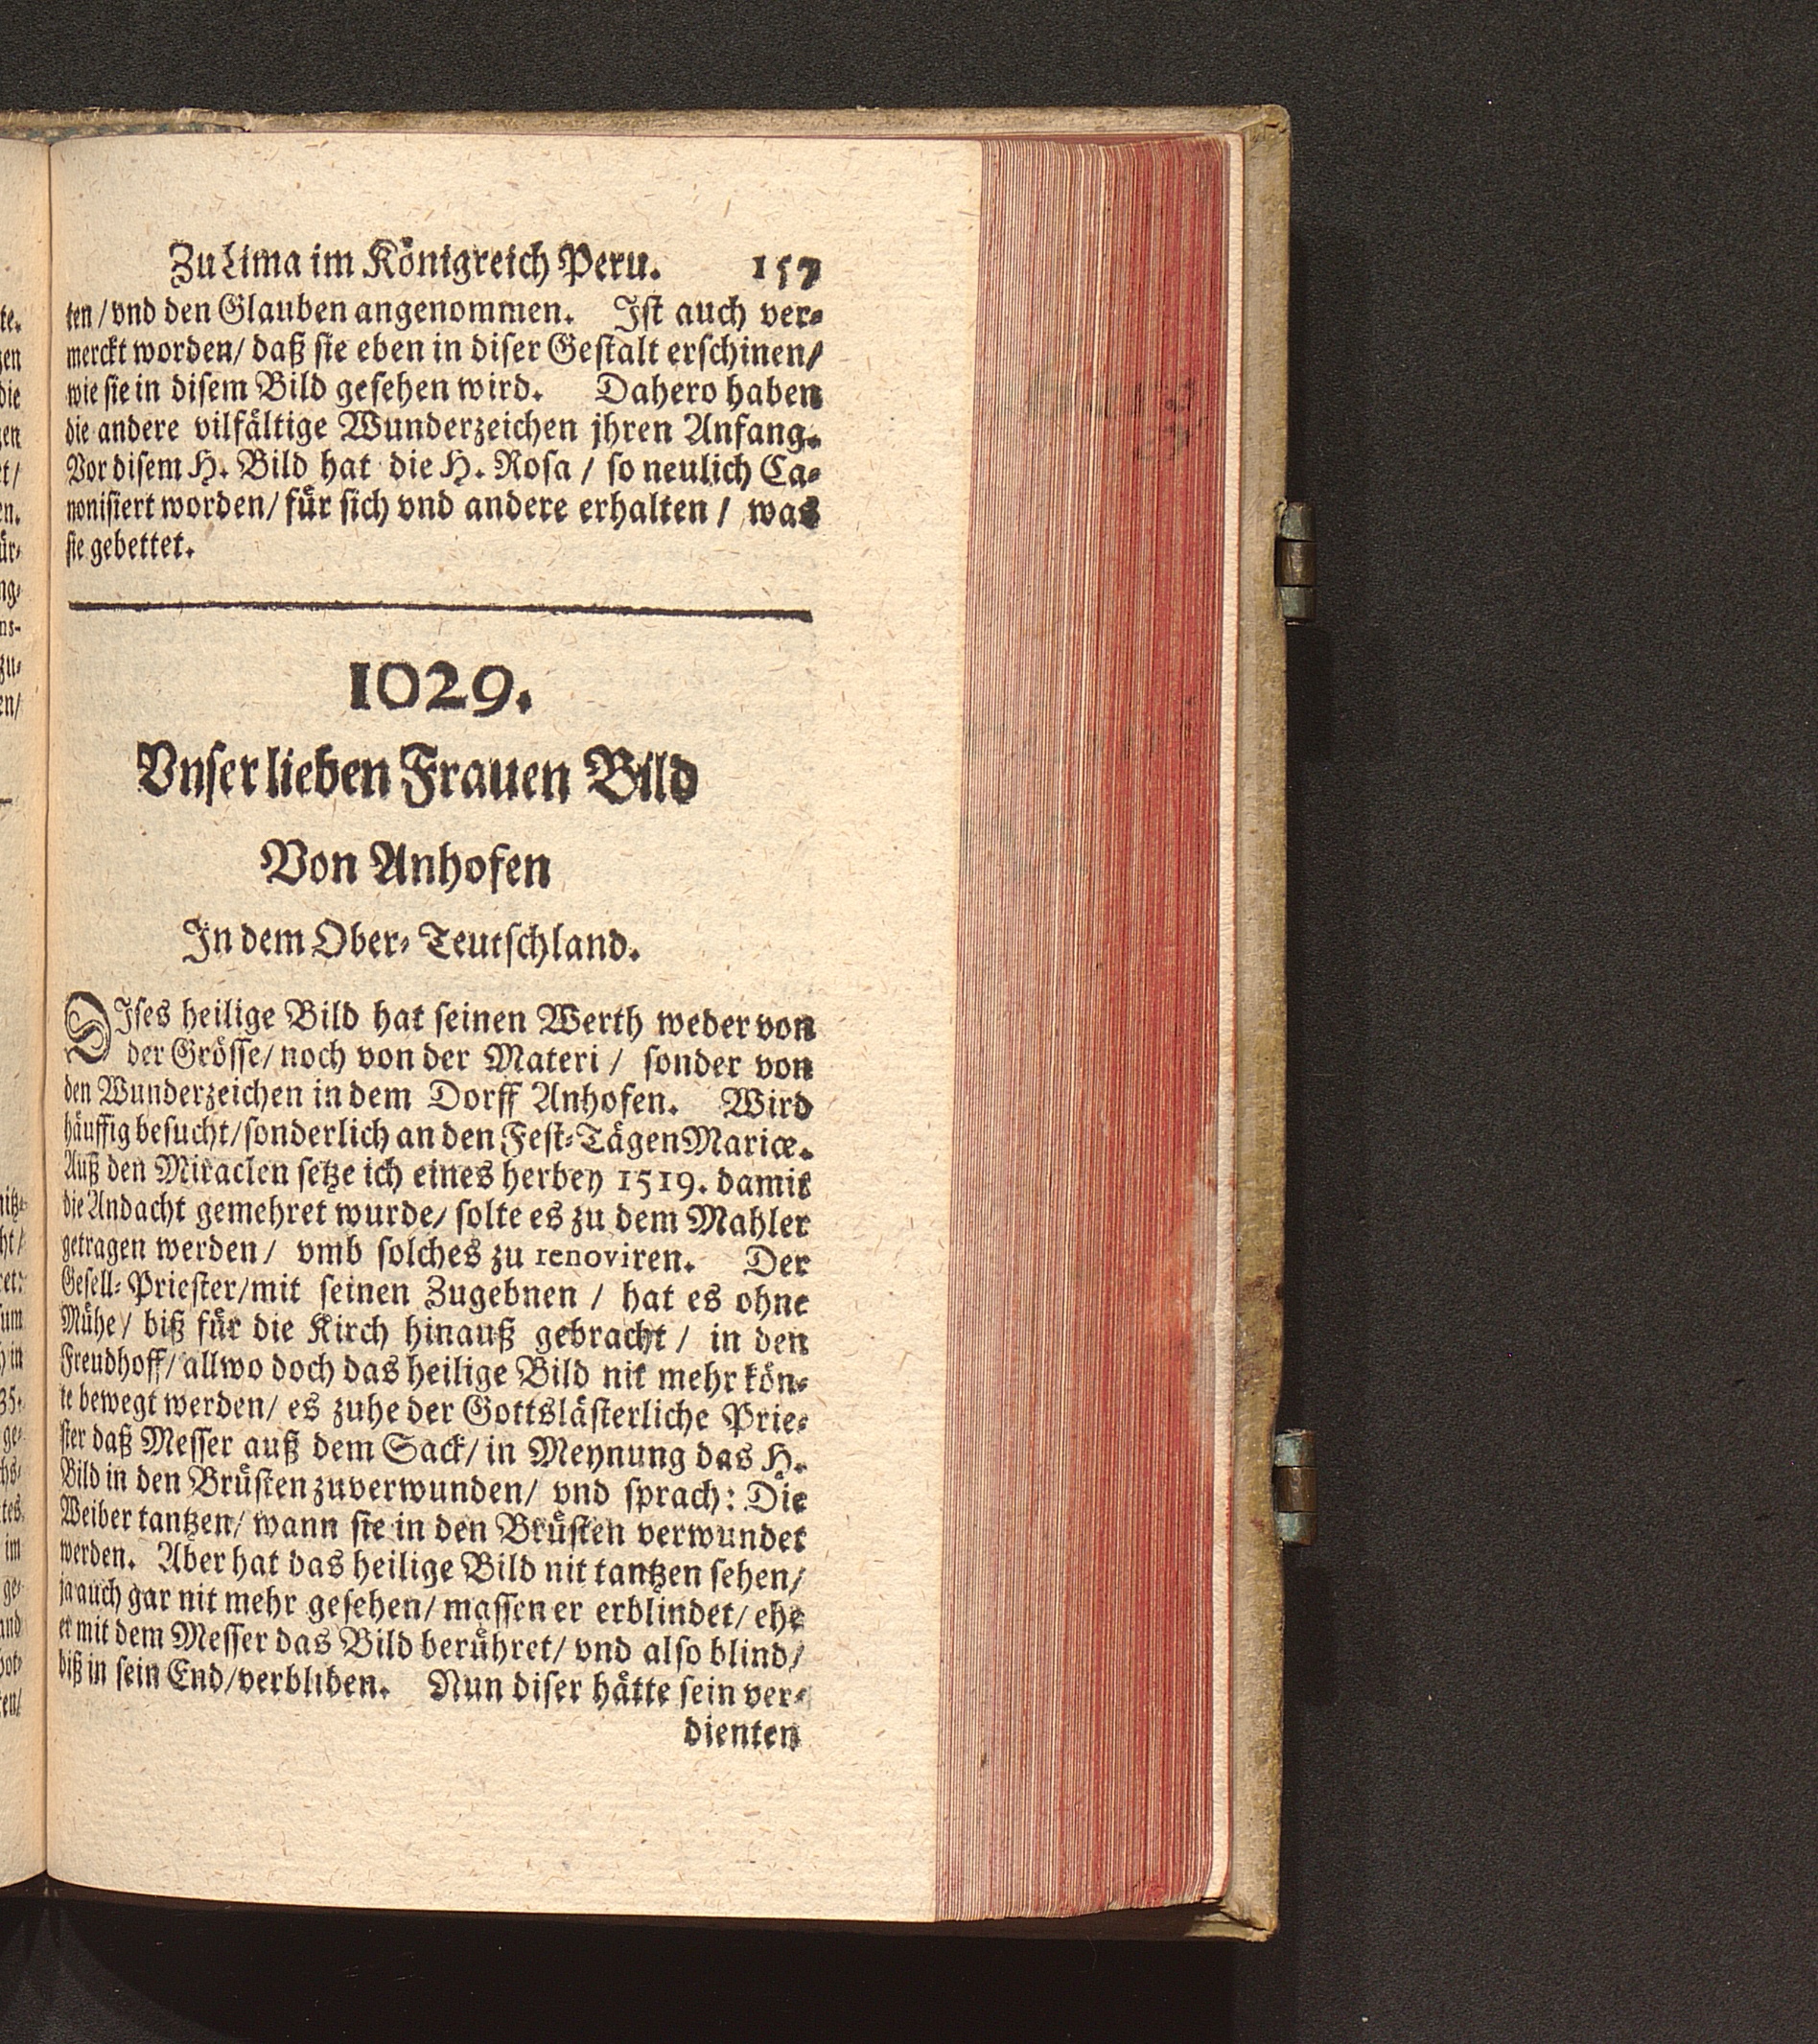 Zu Lima im Königreich Peru. 157
ten / vnd den Glauben angenommen. Ist auch ver-
merckt worden / daß sie eben in diser Gestalt erschinen /
wie sie in disem Bild gesehen wird. Dahero haben
die andere vilfältige Wunderzeichen jhren Anfang.
Vor disem H. Bild hat die H. Rosa / so neulich Ca-
nonisiert worden / für sich vnd andere erhalten / was
sie gebettet.
1029.
Vnser lieben Frauen Bild
Von Anhofen
In dem Ober-Teutschland.
DIses heilige Bild hat seinen Werth weder von
der Grösse / noch von der Materi / sonder von
den Wunderzeichen in dem Dorff Anhofen. Wird
häuffig besucht / sonderlich an den Fest-Tägen Mariæ.
Auß den Miraclen setze ich eines herbey 1519. damit
die Andacht gemehret wurde / solte es zu dem Mahler
getragen werden / vmb solches zu renoviren. Der
Gesell-Priester / mit seinen Zugebnen / hat es ohne
Mühe / biß für die Kirch hinauß gebracht / in den
Freudhoff / allwo doch das heilige Bild nit mehr kön-
te bewegt werden / es zuhe der Gottslästerliche Prie-
ster daß Messer auß dem Sack / in Meynung das H.
Bild in den Brüsten zuverwunden / vnd sprach: Die
Weiber tantzen / wann sie in den Brüsten verwundet
werden. Aber hat das heilige Bild nit tantzen sehen /
ja auch gar nit mehr gesehen / massen er erblindet / ehe
er mit dem Messer das Bild berühret / vnd also blind /
biß in sein End / verbliben. Nun diser hätte sein ver-
dienten